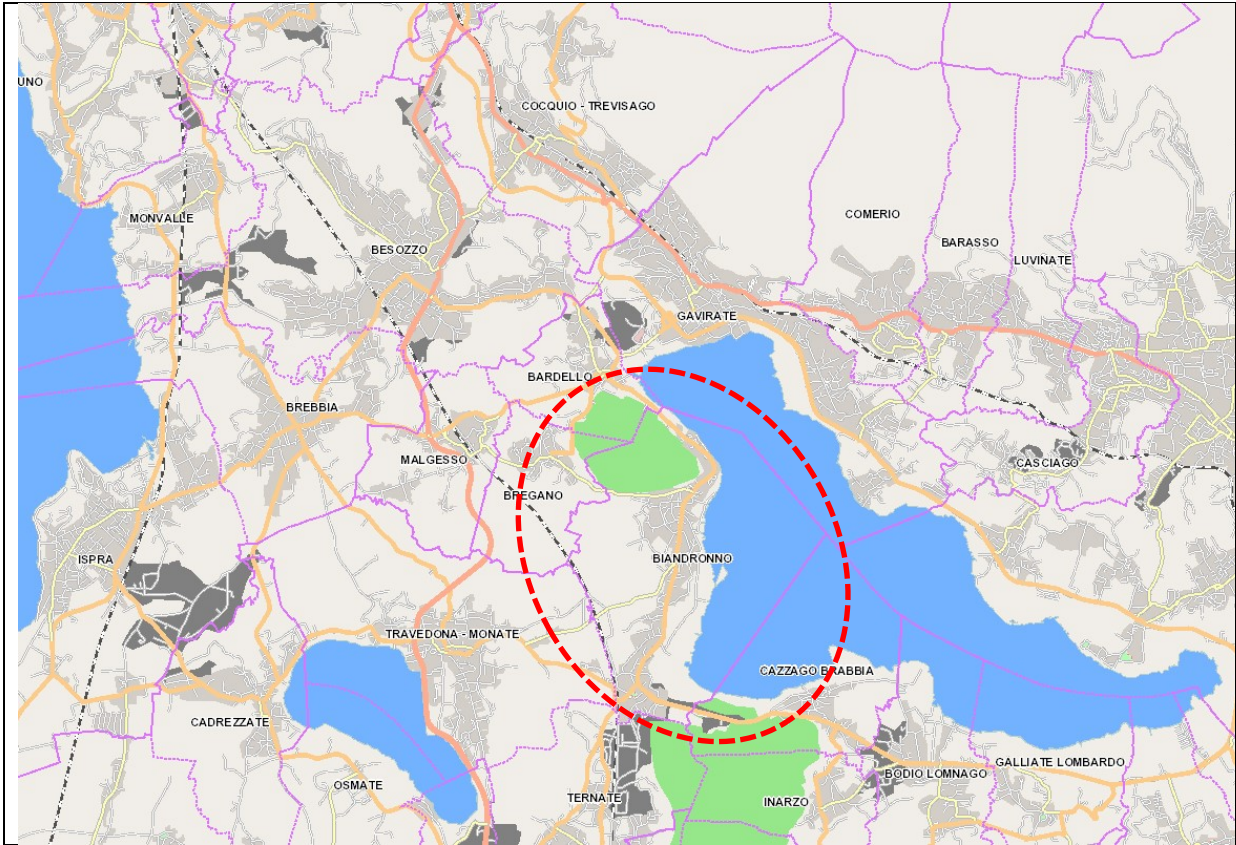 UNO
COCQUIO - TREVISAGO
MONVALLE
COMERIO
BARASSO
BESOZZO
LUVINATE
GAVIRATE
BARDELLO
BREBBIA
MALGESSO
CASCIAGO
BREGANO
ISPRA
BIANDRONNO
TRAVEDONA - MONATE
CAZZAGO BRABBIA
CADREZZATE
GALLIATE LOMBARDO
BODIO LOMNAGO
OSMATE
TERNATE
INARZO